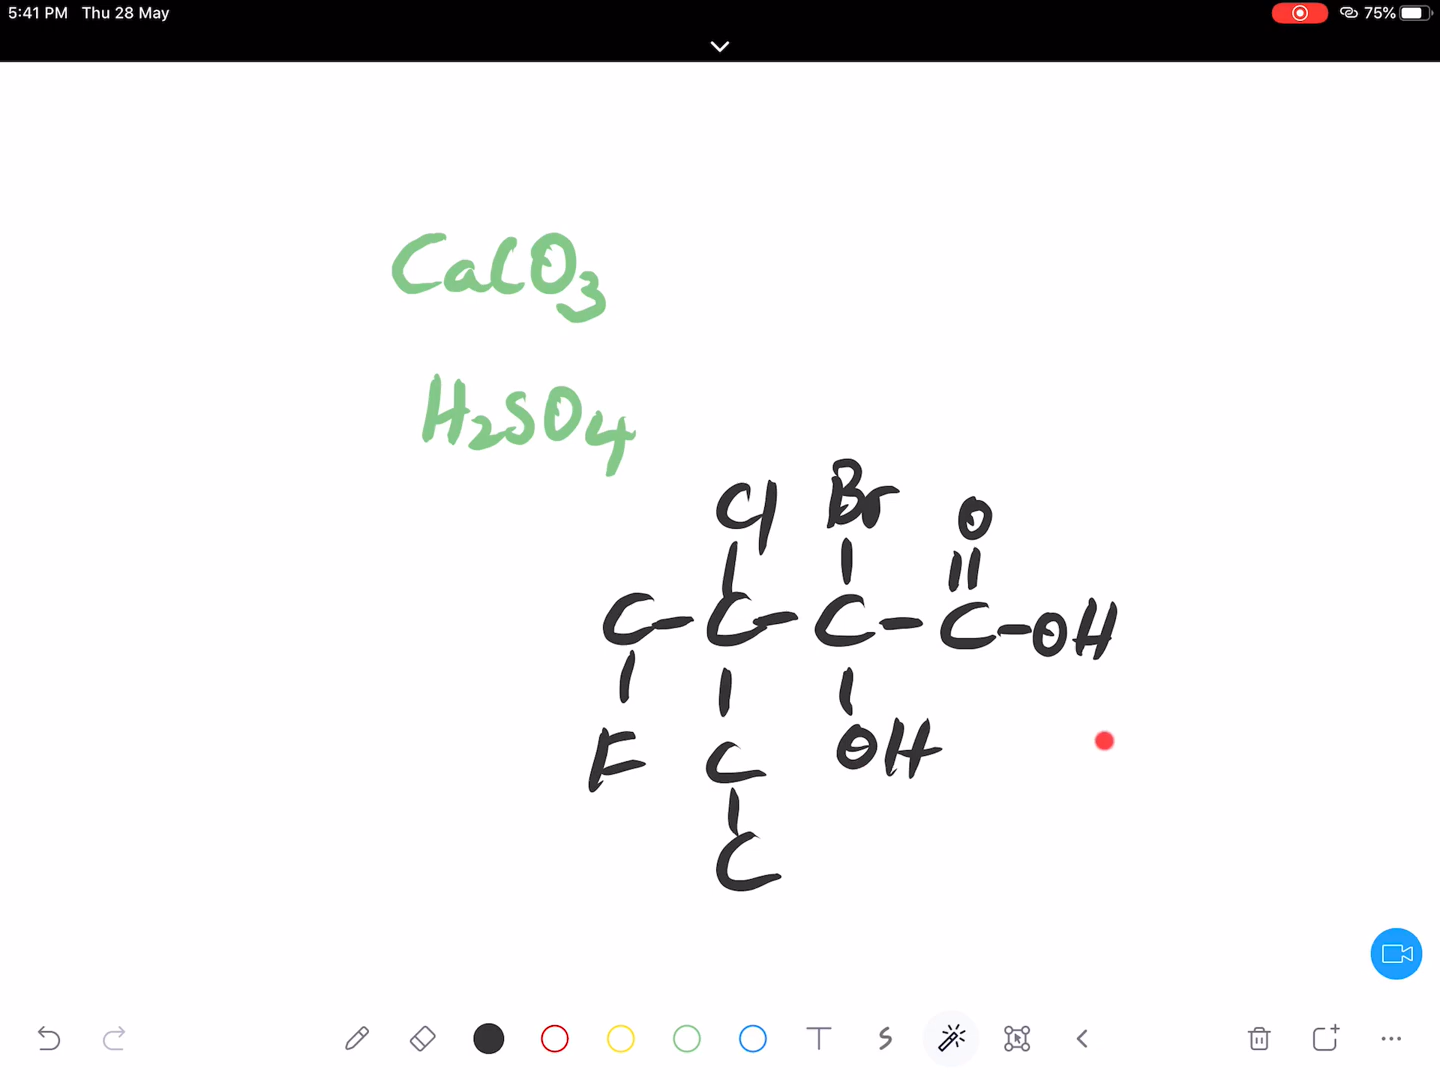 5:41 PM Thu 28 May 75%
CaCO3
H2SO4
Cl Br O
C-C-C-C-OH
F C OH
C
T